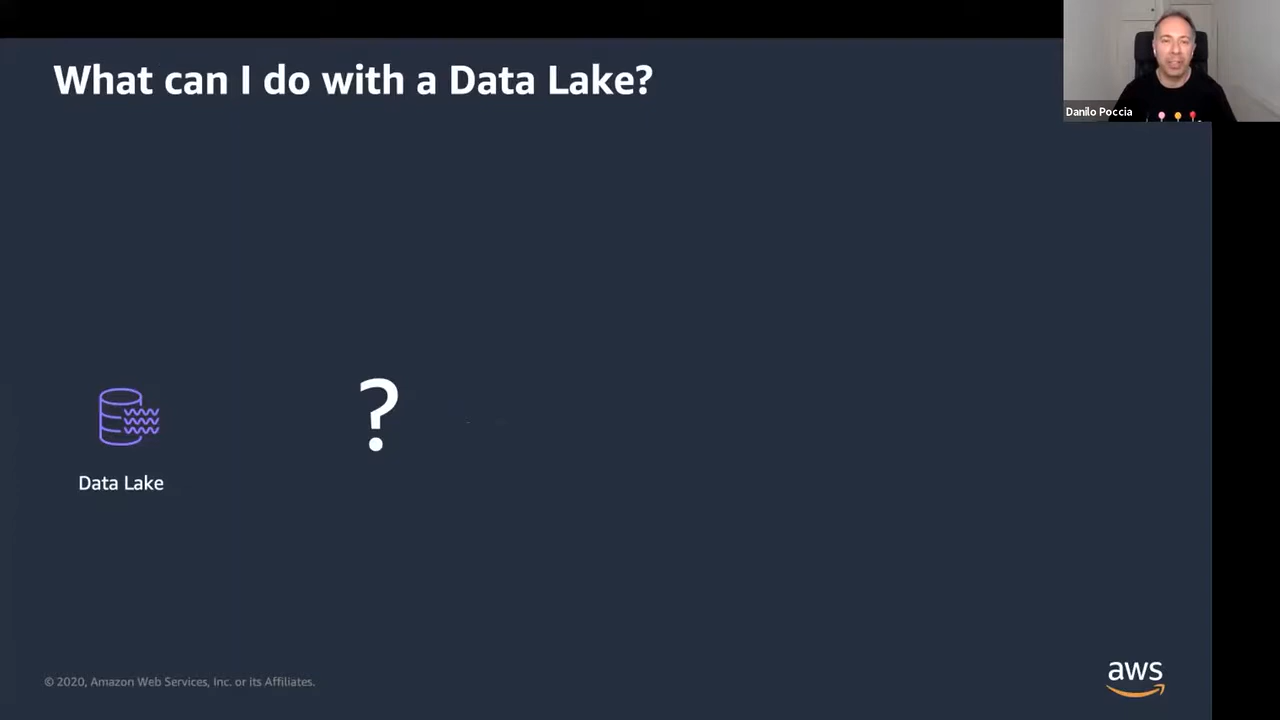 What can I do with a Data Lake?
Danilo Poccia
?
Data Lake
© 2020, Amazon Web Services, Inc. or its Affiliates.
aws